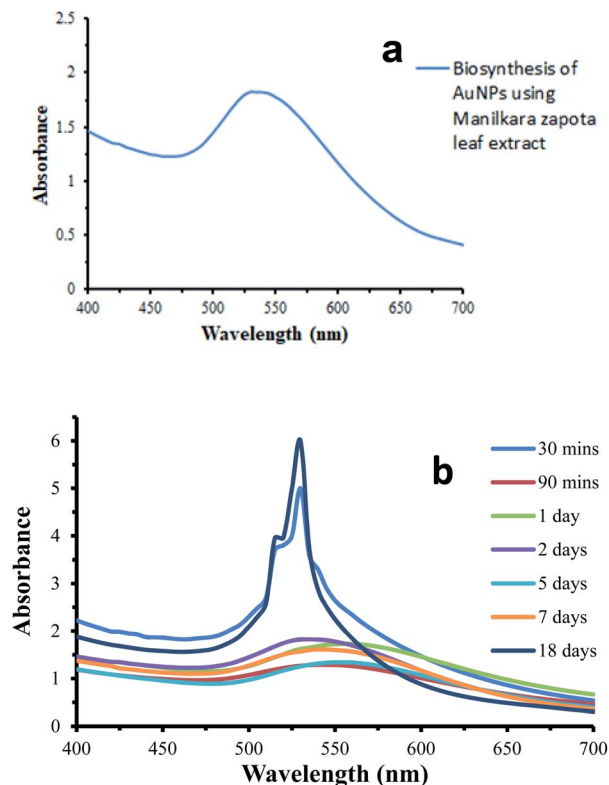 a
Biosynthesis of
AuNPs using
Manilkara zapota
leaf extract
2.5
2
1.5
1
0.5
0
Absorbance
400 450 500 550 600 650 700
Wavelength (nm)
b
30 mins
90 mins
1 day
2 days
5 days
7 days
18 days
6
5
4
3
2
1
0
Absorbance
400 450 500 550 600 650 700
Wavelength (nm)